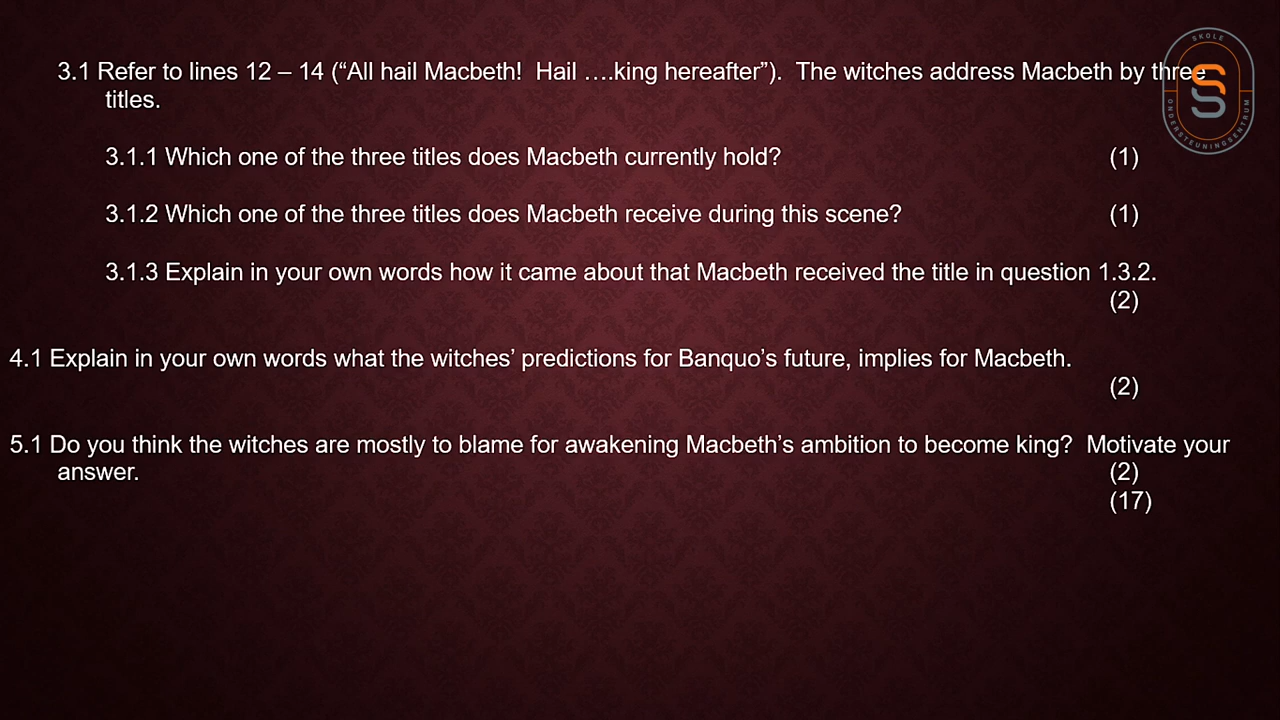 3.1 Refer to lines 12 – 14 (“All hail Macbeth!  Hail ….king hereafter”).  The witches address Macbeth by three
titles.
3.1.1 Which one of the three titles does Macbeth currently hold? (1)
3.1.2 Which one of the three titles does Macbeth receive during this scene? (1)
3.1.3 Explain in your own words how it came about that Macbeth received the title in question 1.3.2.
(2)
4.1 Explain in your own words what the witches’ predictions for Banquo’s future, implies for Macbeth.
(2)
5.1 Do you think the witches are mostly to blame for awakening Macbeth’s ambition to become king?  Motivate your
answer. (2)
(17)
SKOLE
SS
ONDERSTEUNINGSENTRUM